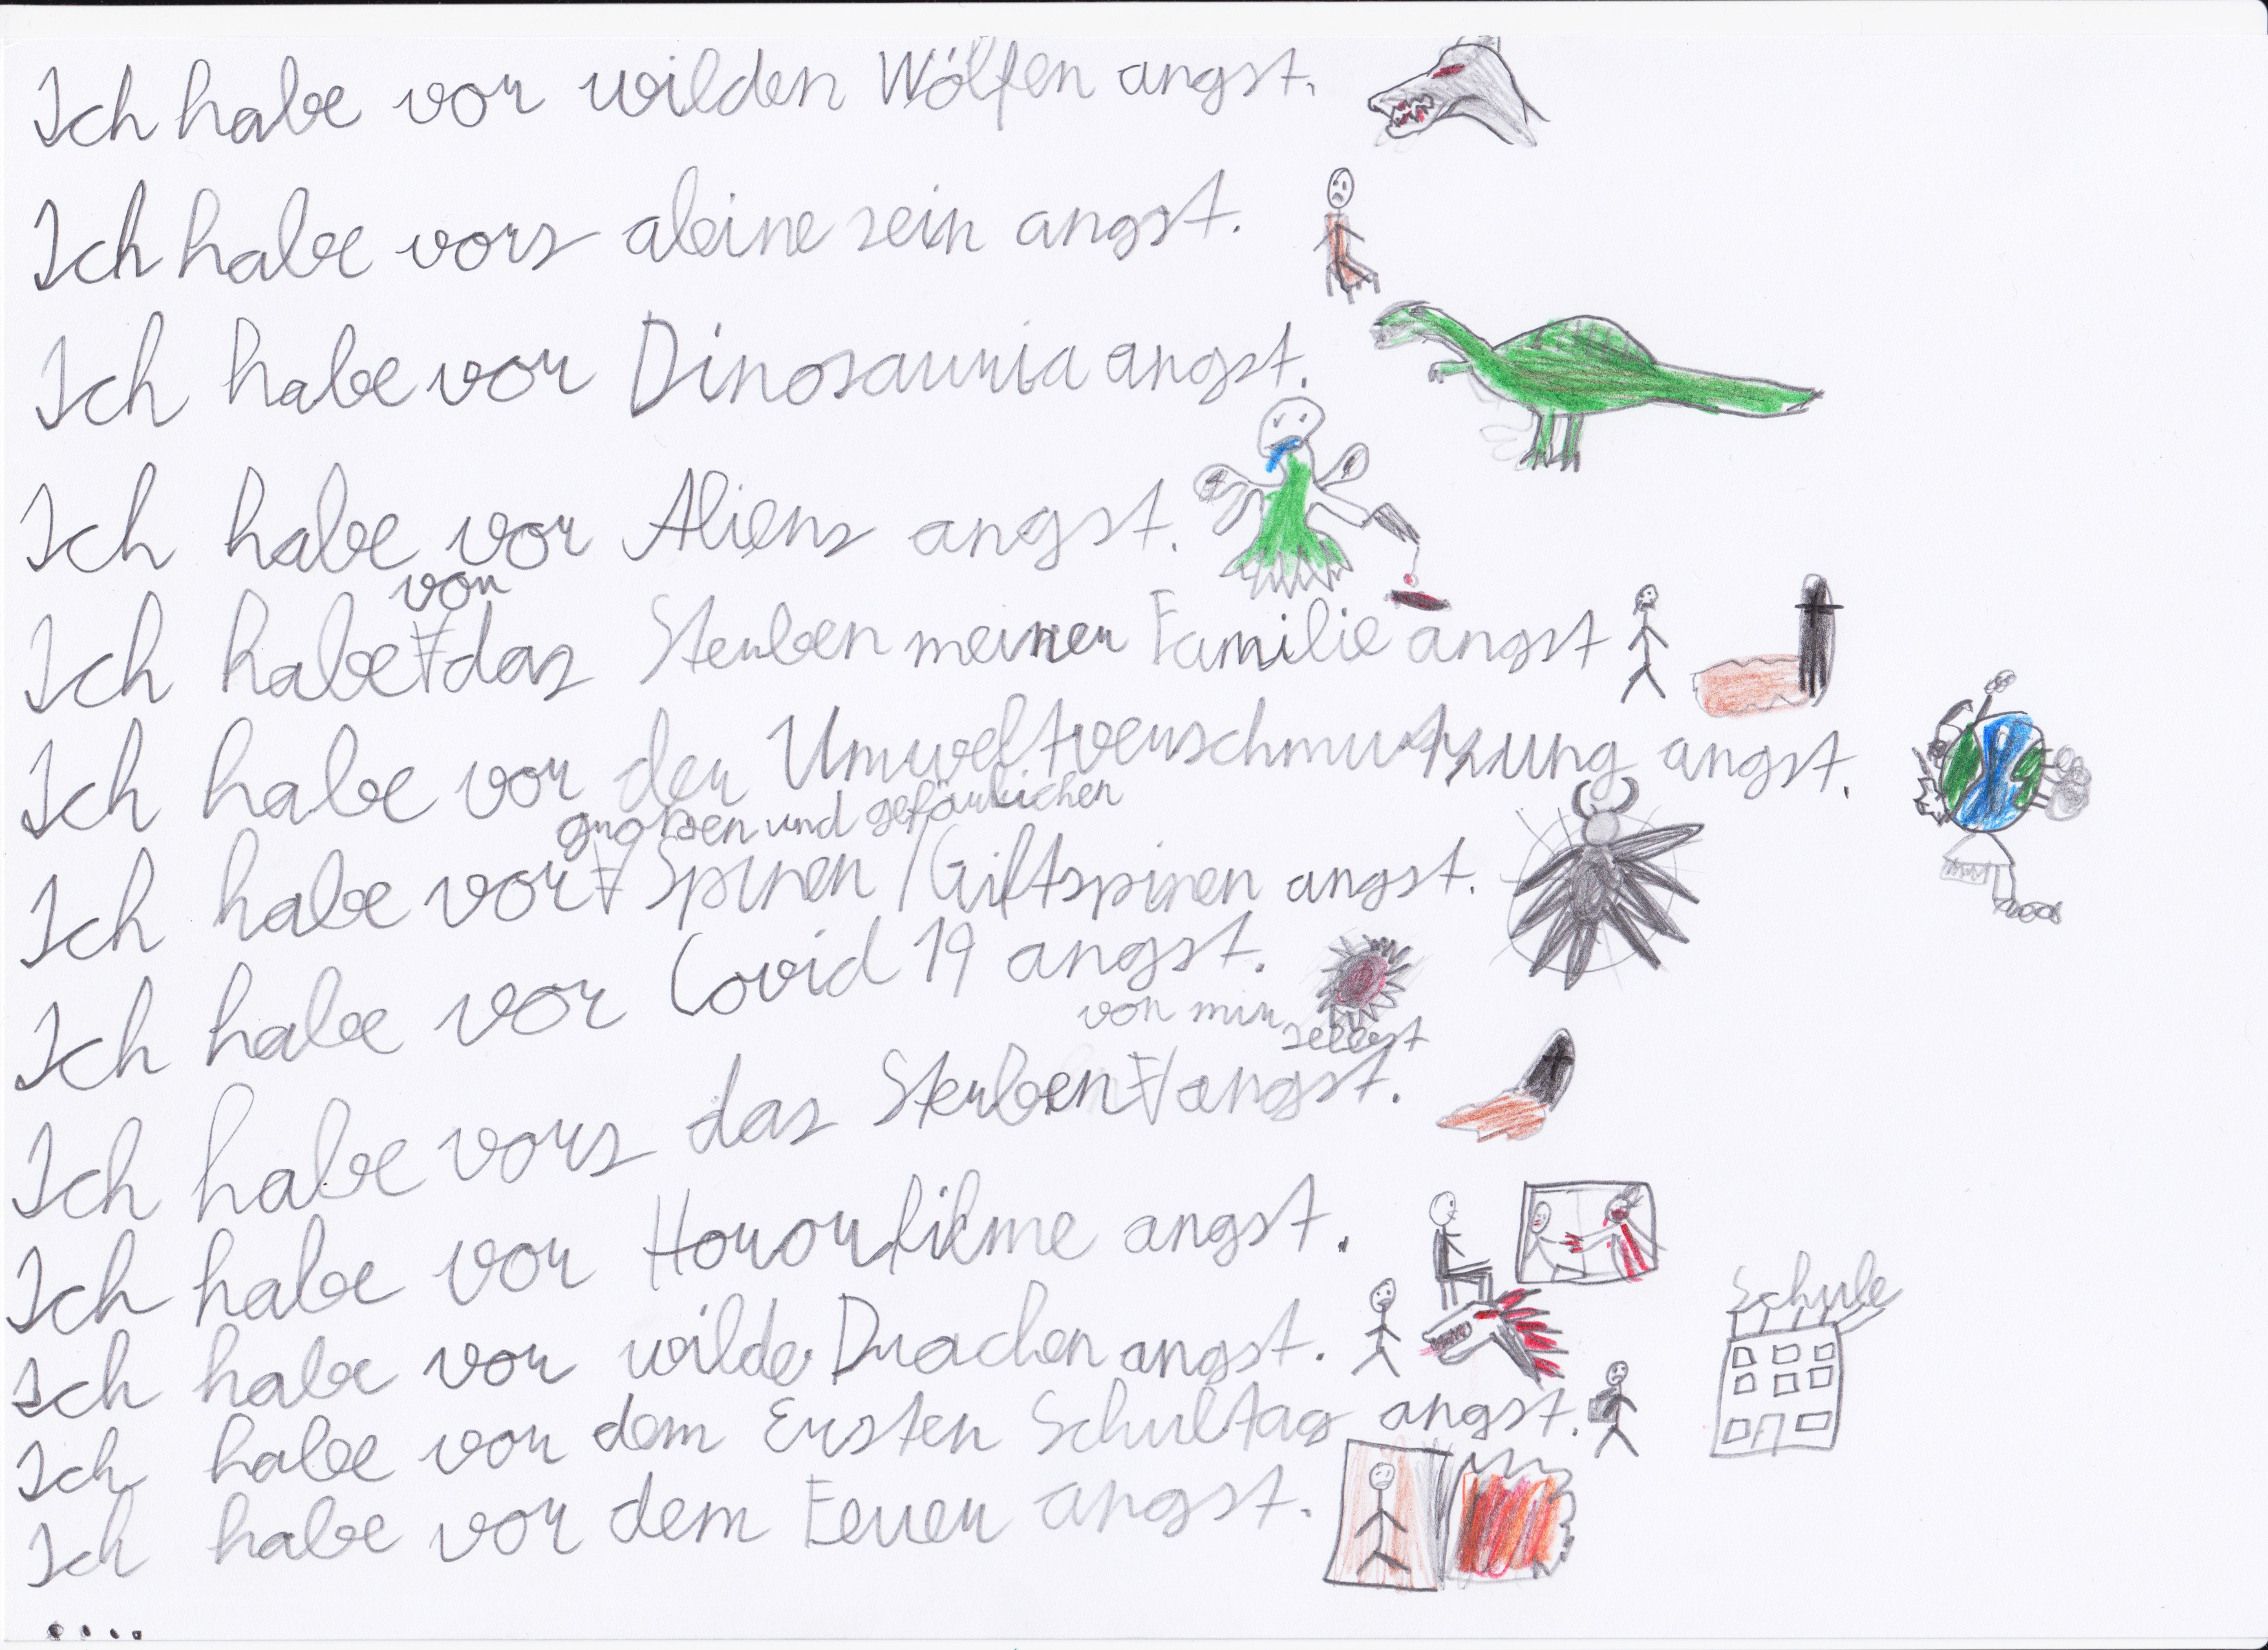 Ich habe vor wilden Wölfen angst.
Ich habe vors aleine sein angst.
Ich habe vor Dinosauria angst.
Ich habe vor Aliens angst.
vor
Ich habe das Sterben meiner Familie angst
Ich habe vor der Umweltverschmutzung angst.
großen und gefärlichen
Ich habe vor Spinen / Giftspinen angst.
Ich habe vor Covid 19 angst.
von mir selbst
Ich habe vors das Sterben angst.
Ich habe vor Hororfilme angst.
Ich habe vor wilde Drachen angst.
Schule
Ich habe vor dem Ersten Schultag angst.
Ich habe vor dem Feuer angst.
....